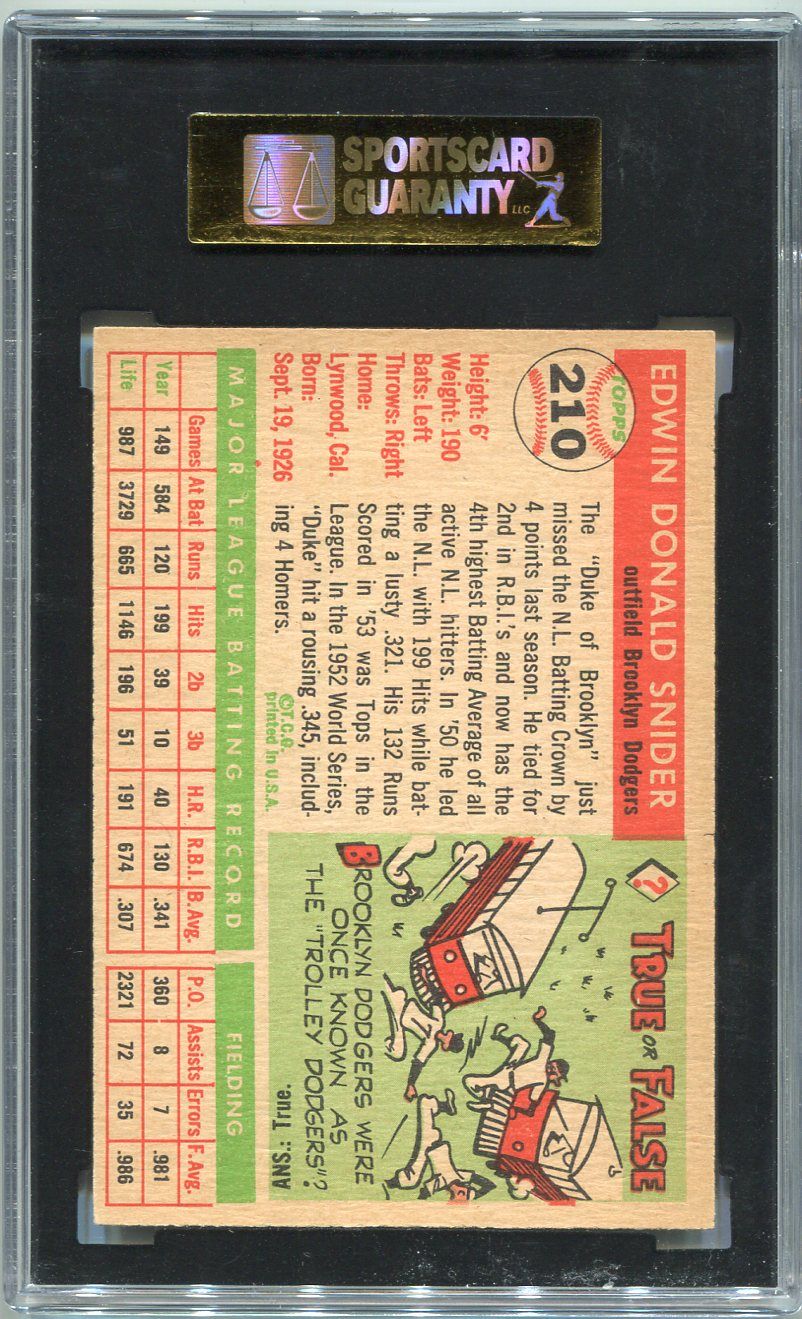 SPORTSCARD
GUARANTY LLC
TOPPS
210
EDWIN DONALD SNIDER
outfield Brooklyn Dodgers
Height: 6'
Weight: 190
Bats: Left
Throws: Right
Home:
Lynwood, Cal.
Born:
Sept. 19, 1926
The "Duke of Brooklyn" just
missed the N.L. Batting Crown by
4 points last season. He tied for
2nd in R.B.I.'s and now has the
4th highest Batting Average of all
active N.L. hitters. In '50 he led
the N.L. with 199 Hits while bat-
ting a lusty .321. His 132 Runs
Scored in '53 was Tops in the
League. In the 1952 World Series,
"Duke" hit a rousing .345, includ-
ing 4 Homers.
©T.C.G.
printed in U.S.A.
? TRUE OR FALSE
BROOKLYN DODGERS WERE
ONCE KNOWN AS
THE "TROLLEY DODGERS"?
ANS.: True.
MAJOR LEAGUE BATTING RECORD FIELDING
Games At Bat Runs Hits 2b 3b H.R. R.B.I. B. Avg. P.O. Assists Errors F. Avg.
Year 149 584 120 199 39 10 40 130 .341 360 8 7 .981
Life 987 3729 665 1146 196 51 191 674 .307 2321 72 35 .986